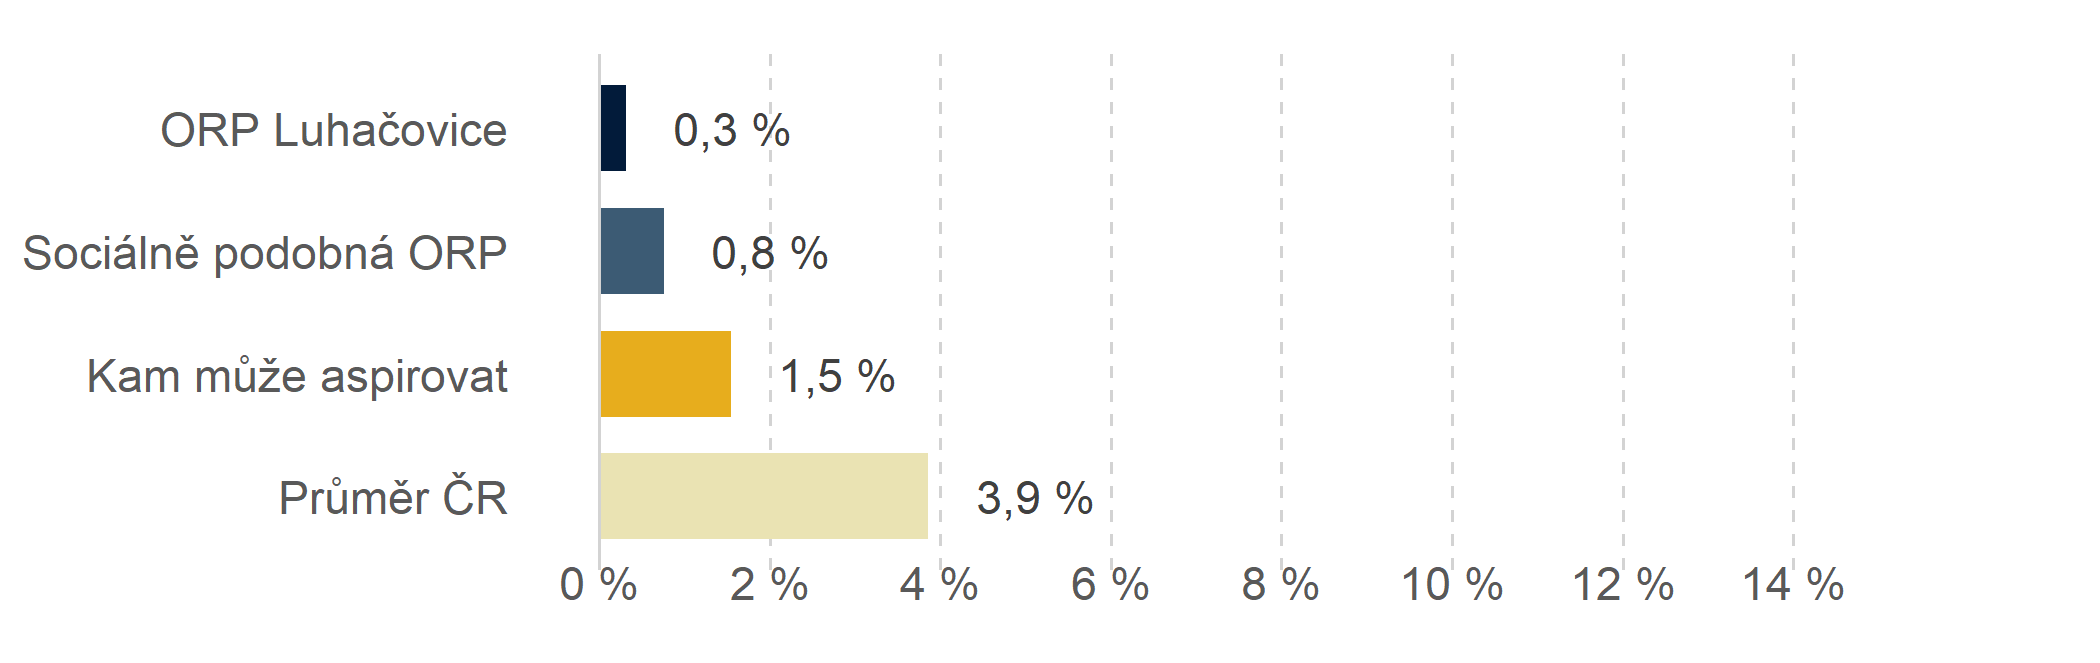 ORP Luhačovice 0,3 %
Sociálně podobná ORP 0,8 %
Kam může aspirovat 1,5 %
Průměr ČR 3,9 %
0 % 2 % 4 % 6 % 8 % 10 % 12 % 14 %